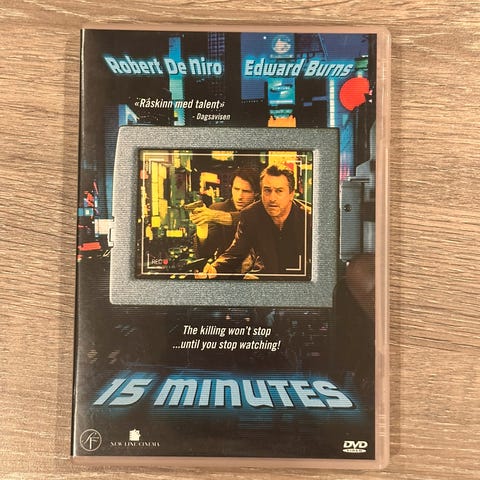 Robert De Niro Edward Burns
«Råskinn med talent»
- Dagsavisen
REC
The killing won't stop
...until you stop watching!
15 MINUTES
NEW LINE CINEMA
DVD
VIDEO